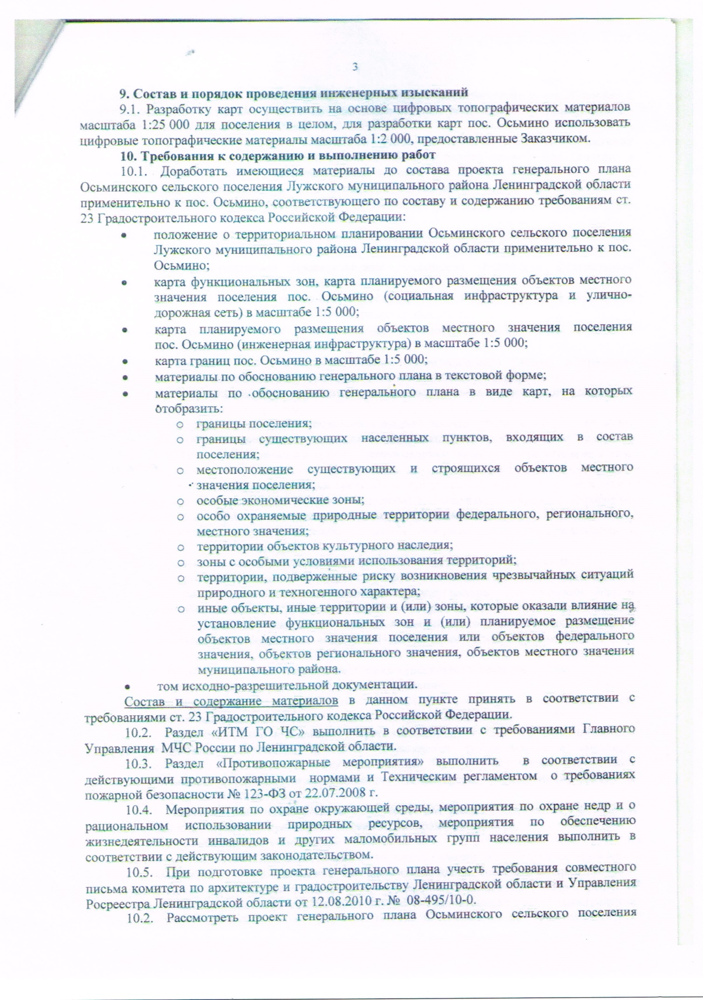 3
9. Состав и порядок проведения инженерных изысканий
9.1. Разработку карт осуществить на основе цифровых топографических материалов
масштаба 1:25 000 для поселения в целом, для разработки карт пос. Осьмино использовать
цифровые топографические материалы масштаба 1:2 000, предоставленные Заказчиком.
10. Требования к содержанию и выполнению работ
10.1. Доработать имеющиеся материалы до состава проекта генерального плана
Осьминского сельского поселения Лужского муниципального района Ленинградской области
применительно к пос. Осьмино, соответствующего по составу и содержанию требованиям ст.
23 Градостроительного кодекса Российской Федерации:
• положение о территориальном планировании Осьминского сельского поселения
Лужского муниципального района Ленинградской области применительно к пос.
Осьмино;
• карта функциональных зон, карта планируемого размещения объектов местного
значения поселения пос. Осьмино (социальная инфраструктура и улично-
дорожная сеть) в масштабе 1:5 000;
• карта планируемого размещения объектов местного значения поселения
пос. Осьмино (инженерная инфраструктура) в масштабе 1:5 000;
• карта границ пос. Осьмино в масштабе 1:5 000;
• материалы по обоснованию генерального плана в текстовой форме;
• материалы по обоснованию генерального плана в виде карт, на которых
отобразить:
o границы поселения;
o границы существующих населенных пунктов, входящих в состав
поселения;
o местоположение существующих и строящихся объектов местного
значения поселения;
o особые экономические зоны;
o особо охраняемые природные территории федерального, регионального,
местного значения;
o территории объектов культурного наследия;
o зоны с особыми условиями использования территорий;
o территории, подверженные риску возникновения чрезвычайных ситуаций
природного и техногенного характера;
o иные объекты, иные территории и (или) зоны, которые оказали влияние на
установление функциональных зон и (или) планируемое размещение
объектов местного значения поселения или объектов федерального
значения, объектов регионального значения, объектов местного значения
муниципального района.
• том исходно-разрешительной документации.
Состав и содержание материалов в данном пункте принять в соответствии с
требованиями ст. 23 Градостроительного кодекса Российской Федерации.
10.2. Раздел «ИТМ ГО ЧС» выполнить в соответствии с требованиями Главного
Управления МЧС России по Ленинградской области.
10.3. Раздел «Противопожарные мероприятия» выполнить в соответствии с
действующими противопожарными нормами и Техническим регламентом о требованиях
пожарной безопасности № 123-ФЗ от 22.07.2008 г.
10.4. Мероприятия по охране окружающей среды, мероприятия по охране недр и о
рациональном использовании природных ресурсов, мероприятия по обеспечению
жизнедеятельности инвалидов и других маломобильных групп населения выполнить в
соответствии с действующим законодательством.
10.5. При подготовке проекта генерального плана учесть требования совместного
письма комитета по архитектуре и градостроительству Ленинградской области и Управления
Росреестра Ленинградской области от 12.08.2010 г. № 08-495/10-0.
10.2. Рассмотреть проект генерального плана Осьминского сельского поселения